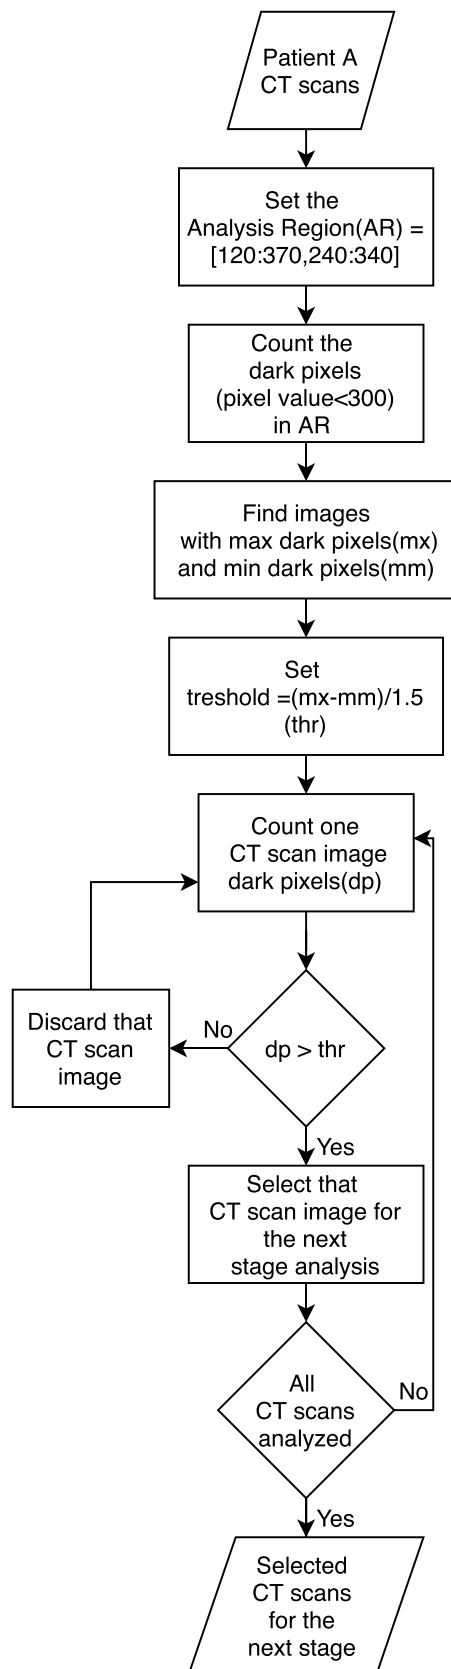 Patient A
CT scans
Set the
Analysis Region(AR) =
[120:370,240:340]
Count the
dark pixels
(pixel value<300)
in AR
Find images
with max dark pixels(mx)
and min dark pixels(mm)
Set
treshold =(mx-mm)/1.5
(thr)
Count one
CT scan image
dark pixels(dp)
dp > thr
No
Discard that
CT scan
image
Yes
Select that
CT scan image for
the next
stage analysis
All
CT scans
analyzed
No
Yes
Selected
CT scans
for the
next stage